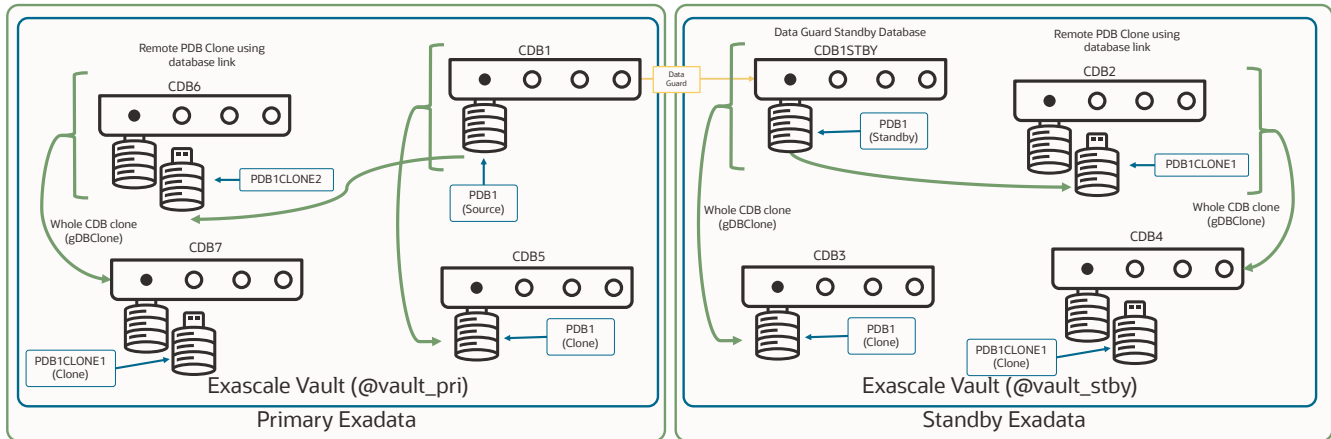 Remote PDB Clone using
database link
CDB6
PDB1CLONE2
Whole CDB clone
(gDBClone)
CDB7
PDB1CLONE1
(Clone)
CDB1
PDB1
(Source)
CDB5
PDB1
(Clone)
Exascale Vault (@vault_pri)
Primary Exadata
Data
Guard
Data Guard Standby Database
CDB1STBY
PDB1
(Standby)
Whole CDB clone
(gDBClone)
CDB3
PDB1
(Clone)
Remote PDB Clone using
database link
CDB2
PDB1CLONE1
Whole CDB clone
(gDBClone)
CDB4
PDB1CLONE1
(Clone)
Exascale Vault (@vault_stby)
Standby Exadata